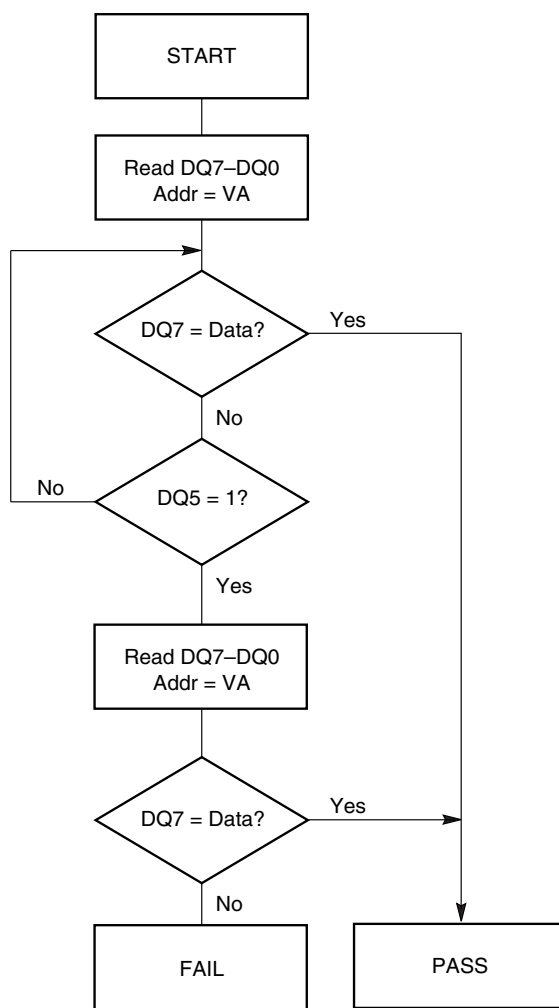 START
Read DQ7–DQ0
Addr = VA
DQ7 = Data?
Yes
No
No
DQ5 = 1?
Yes
Read DQ7–DQ0
Addr = VA
DQ7 = Data?
Yes
No
FAIL
PASS